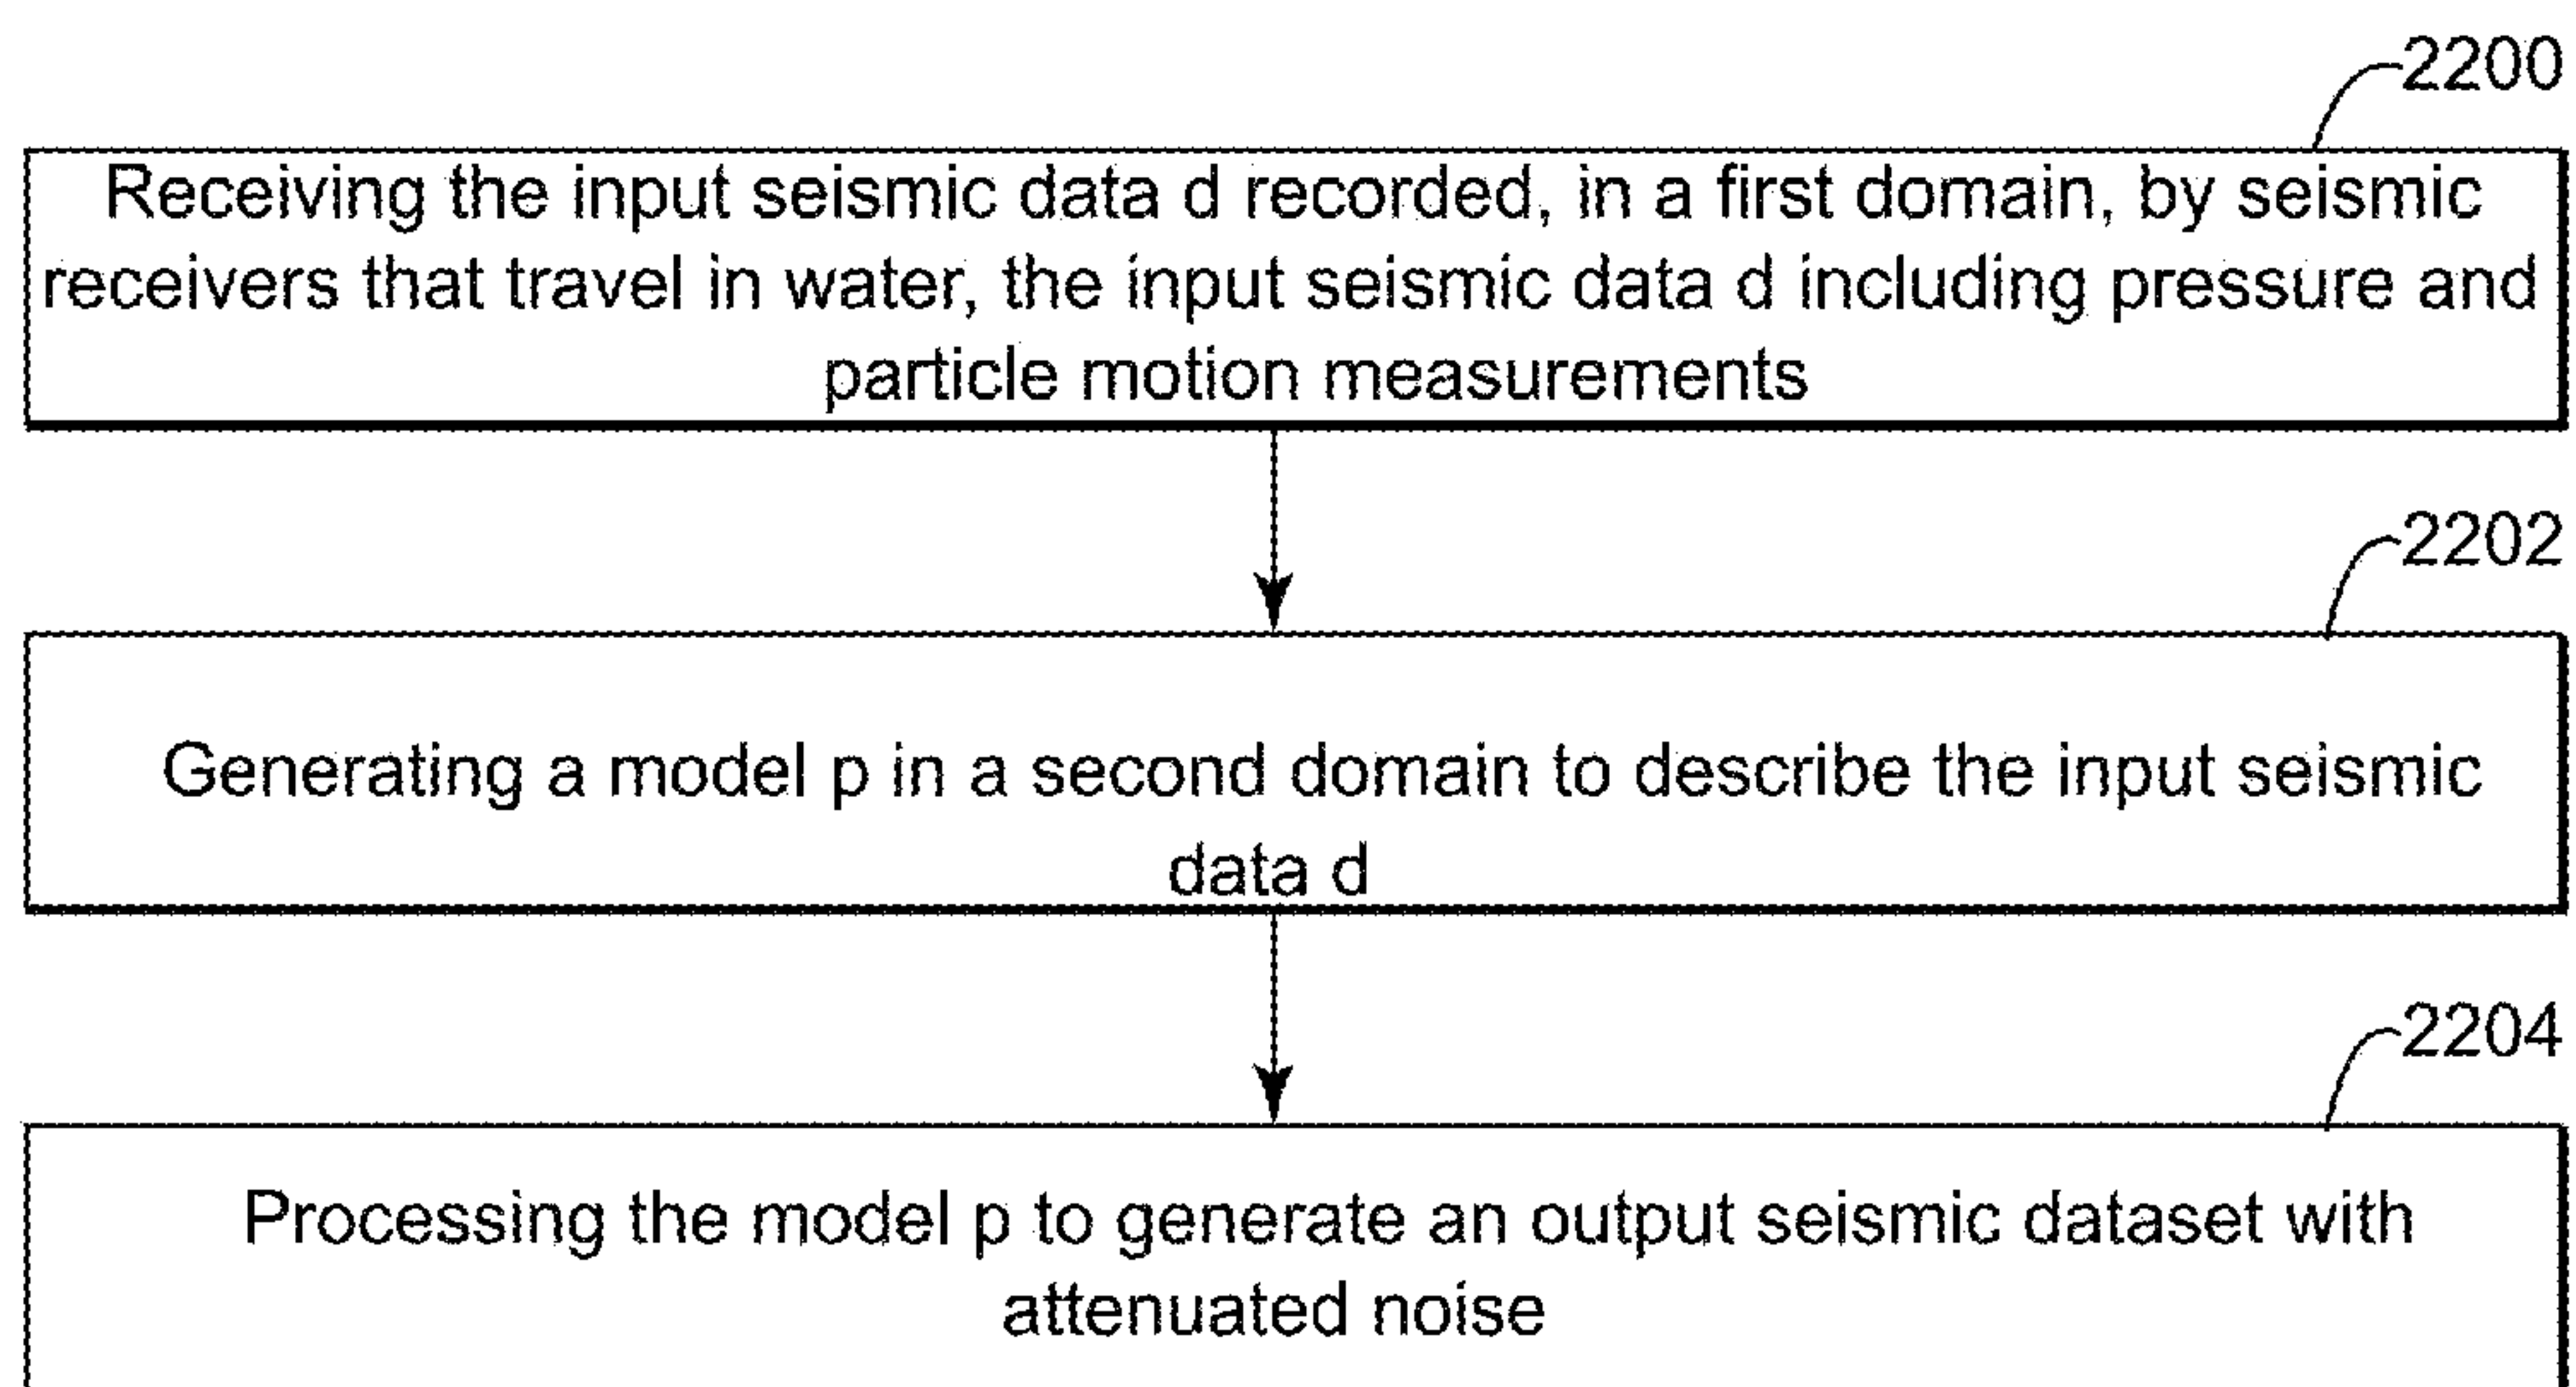 2200
Receiving the input seismic data d recorded, in a first domain, by seismic
receivers that travel in water, the input seismic data d including pressure and
particle motion measurements
2202
Generating a model p in a second domain to describe the input seismic
data d
2204
Processing the model p to generate an output seismic dataset with
attenuated noise